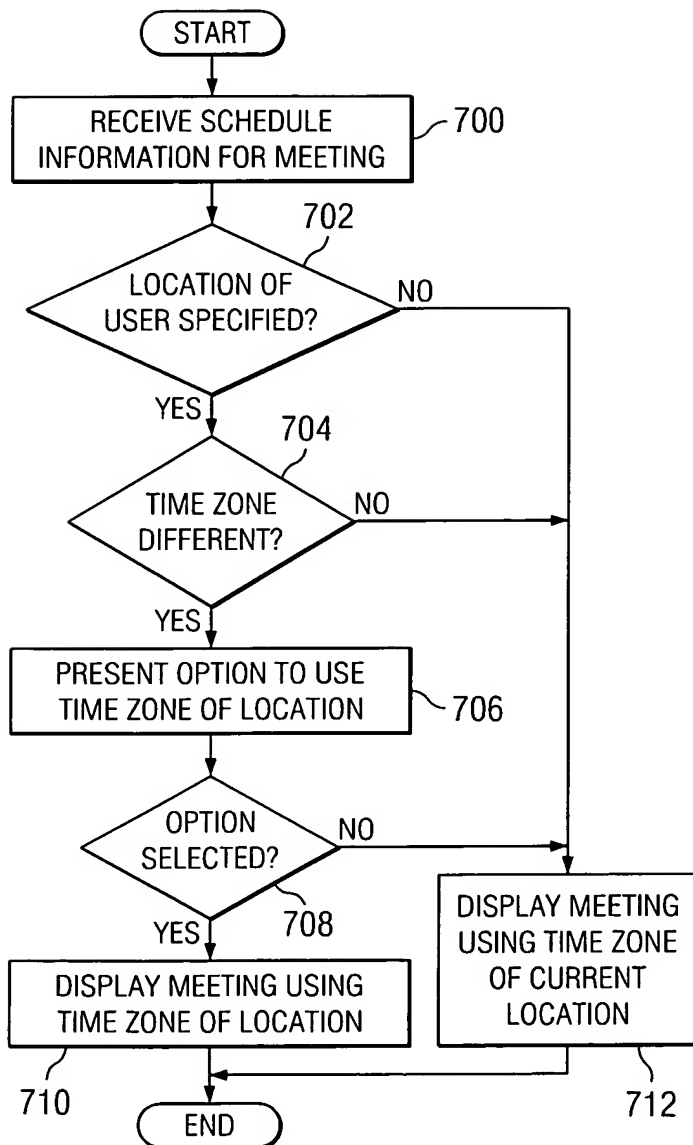 START
RECEIVE SCHEDULE
INFORMATION FOR MEETING
700
702
LOCATION OF
USER SPECIFIED?
NO
YES
704
TIME ZONE
DIFFERENT?
NO
YES
PRESENT OPTION TO USE
TIME ZONE OF LOCATION
706
OPTION
SELECTED?
NO
708
YES
DISPLAY MEETING USING
TIME ZONE OF LOCATION
710
DISPLAY MEETING
USING TIME ZONE
OF CURRENT
LOCATION
712
END